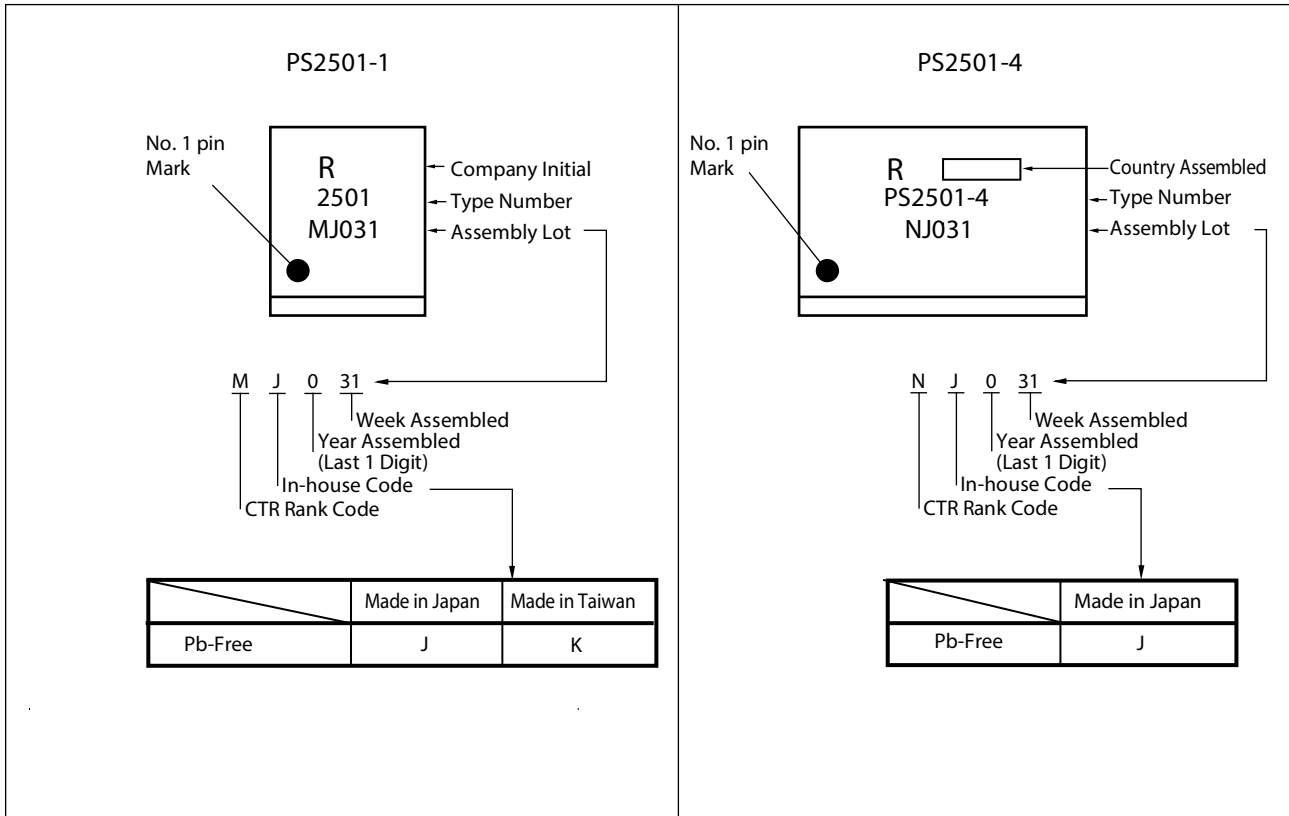 PS2501-1
No. 1 pin
Mark
R
2501
MJ031
Company Initial
Type Number
Assembly Lot
M J 0 31
Week Assembled
Year Assembled
(Last 1 Digit)
In-house Code
CTR Rank Code
Made in Japan Made in Taiwan
Pb-Free J K
PS2501-4
No. 1 pin
Mark
R
PS2501-4
NJ031
Country Assembled
Type Number
Assembly Lot
N J 0 31
Week Assembled
Year Assembled
(Last 1 Digit)
In-house Code
CTR Rank Code
Made in Japan
Pb-Free J